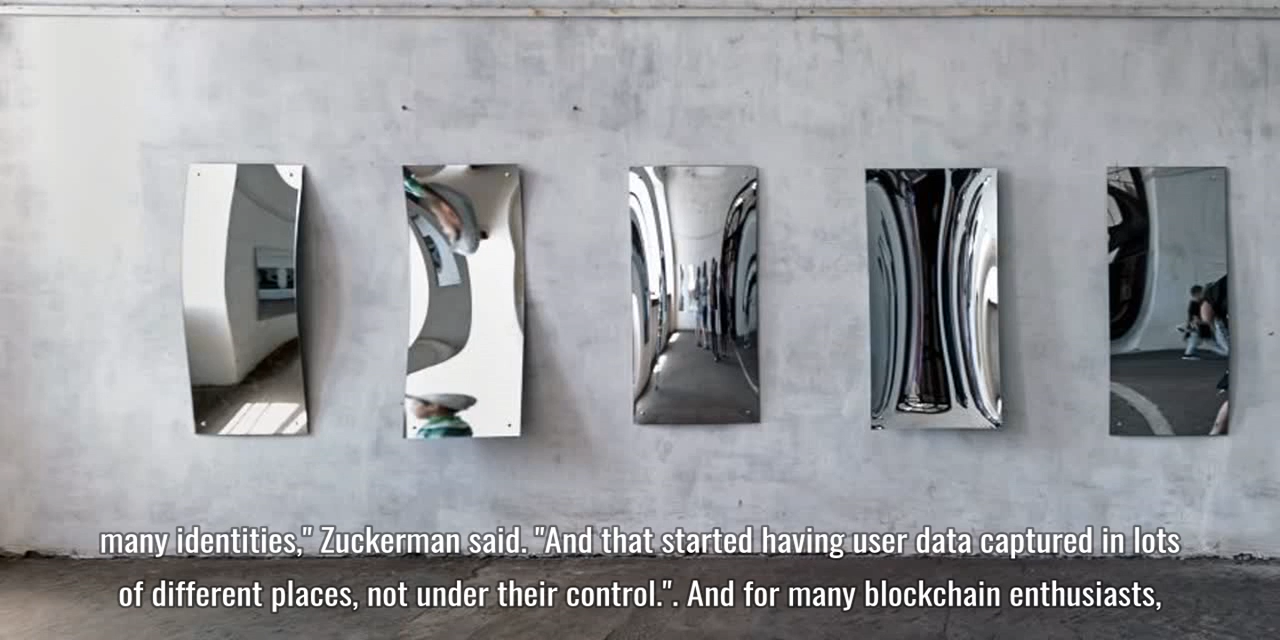 many identities," Zuckerman said. "And that started having user data captured in lots
of different places, not under their control.". And for many blockchain enthusiasts,